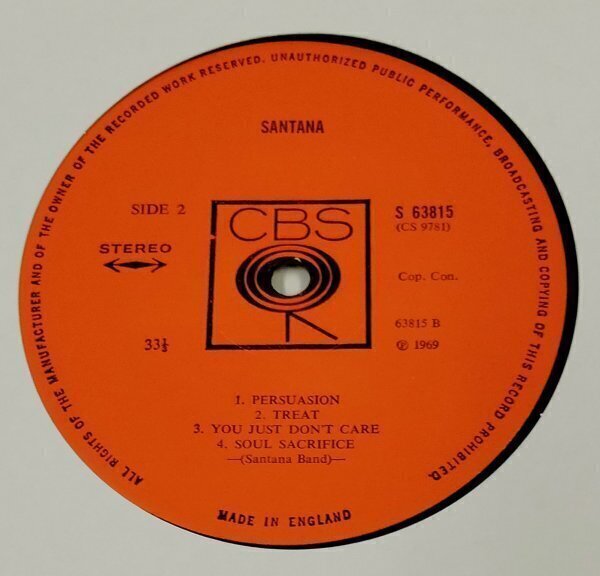 ALL RIGHTS OF THE MANUFACTURER AND OF THE OWNER OF THE RECORDED WORK RESERVED. UNAUTHORIZED PUBLIC PERFORMANCE, BROADCASTING AND COPYING OF THIS RECORD PROHIBITED.
SANTANA
SIDE 2
CBS
S 63815
(CS 9781)
STEREO
Cop. Con.
33⅓
63815 B
℗ 1969
1. PERSUASION
2. TREAT
3. YOU JUST DON'T CARE
4. SOUL SACRIFICE
—(Santana Band)—
MADE IN ENGLAND